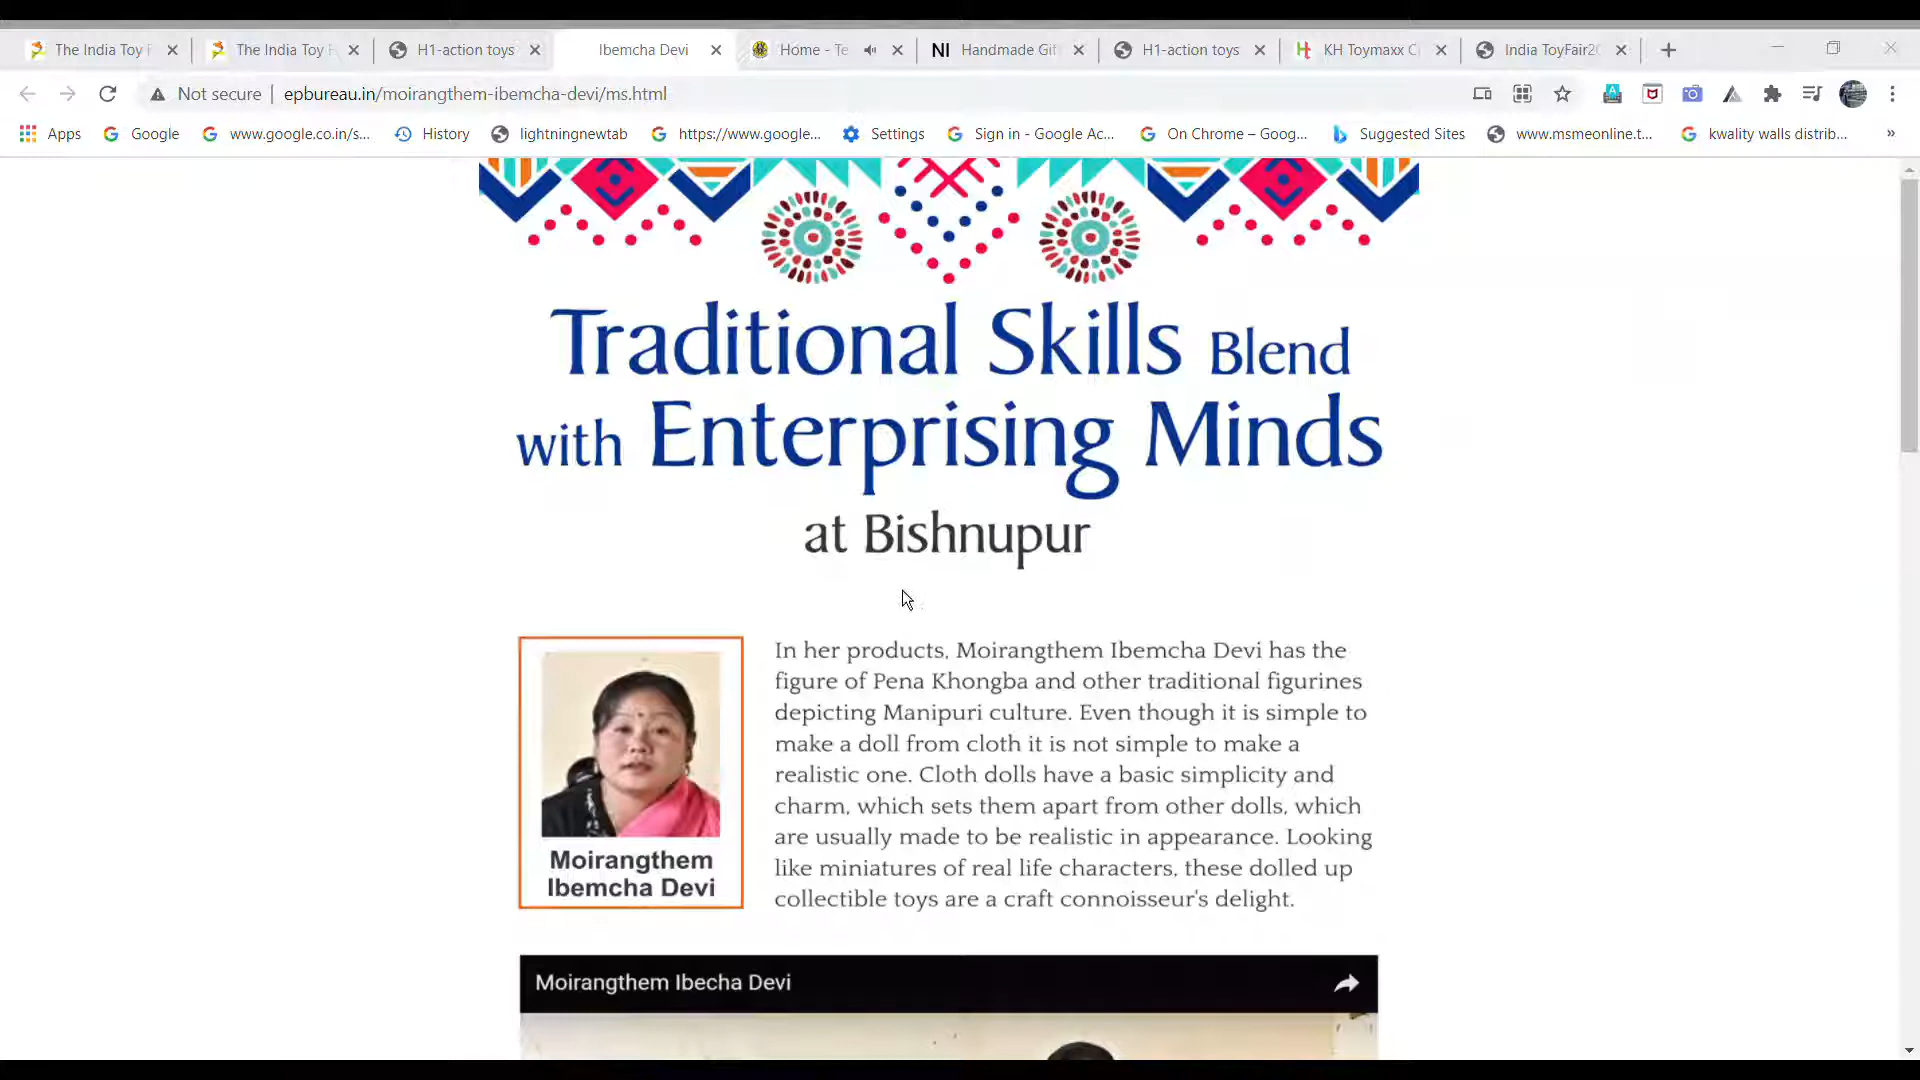 The India Toy F
The India Toy
H1-action toys
Ibemcha Devi
Home - Te
NI Handmade Gif
H1-action toys
KH Toymaxx C
India ToyFair20
Not secure | epbureau.in/moirangthem-ibemcha-devi/ms.html
Apps
Google
www.google.co.in/s...
History
lightningnewtab
https://www.google...
Settings
Sign in - Google Ac...
On Chrome – Goog...
Suggested Sites
www.msmeonline.t...
kwality walls distrib...
Traditional Skills Blend
with Enterprising Minds
at Bishnupur
Moirangthem
Ibemcha Devi
In her products, Moirangthem Ibemcha Devi has the
figure of Pena Khongba and other traditional figurines
depicting Manipuri culture. Even though it is simple to
make a doll from cloth it is not simple to make a
realistic one. Cloth dolls have a basic simplicity and
charm, which sets them apart from other dolls, which
are usually made to be realistic in appearance. Looking
like miniatures of real life characters, these dolled up
collectible toys are a craft connoisseur's delight.
Moirangthem Ibecha Devi